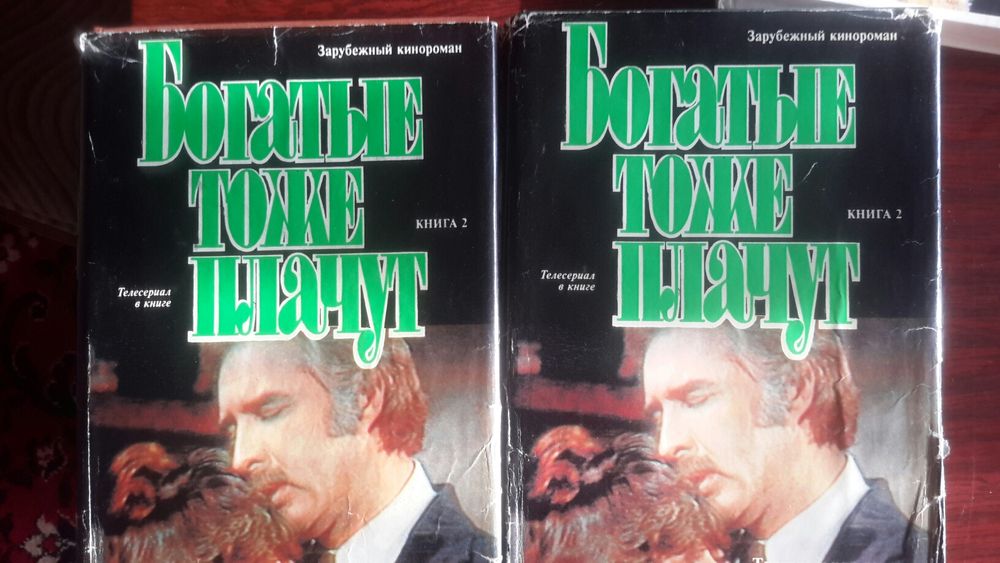 Зарубежный кинороман
Богатые
тоже
плачут
КНИГА 2
Телесериал
в книге
Зарубежный кинороман
Богатые
тоже
плачут
КНИГА 2
Телесериал
в книге